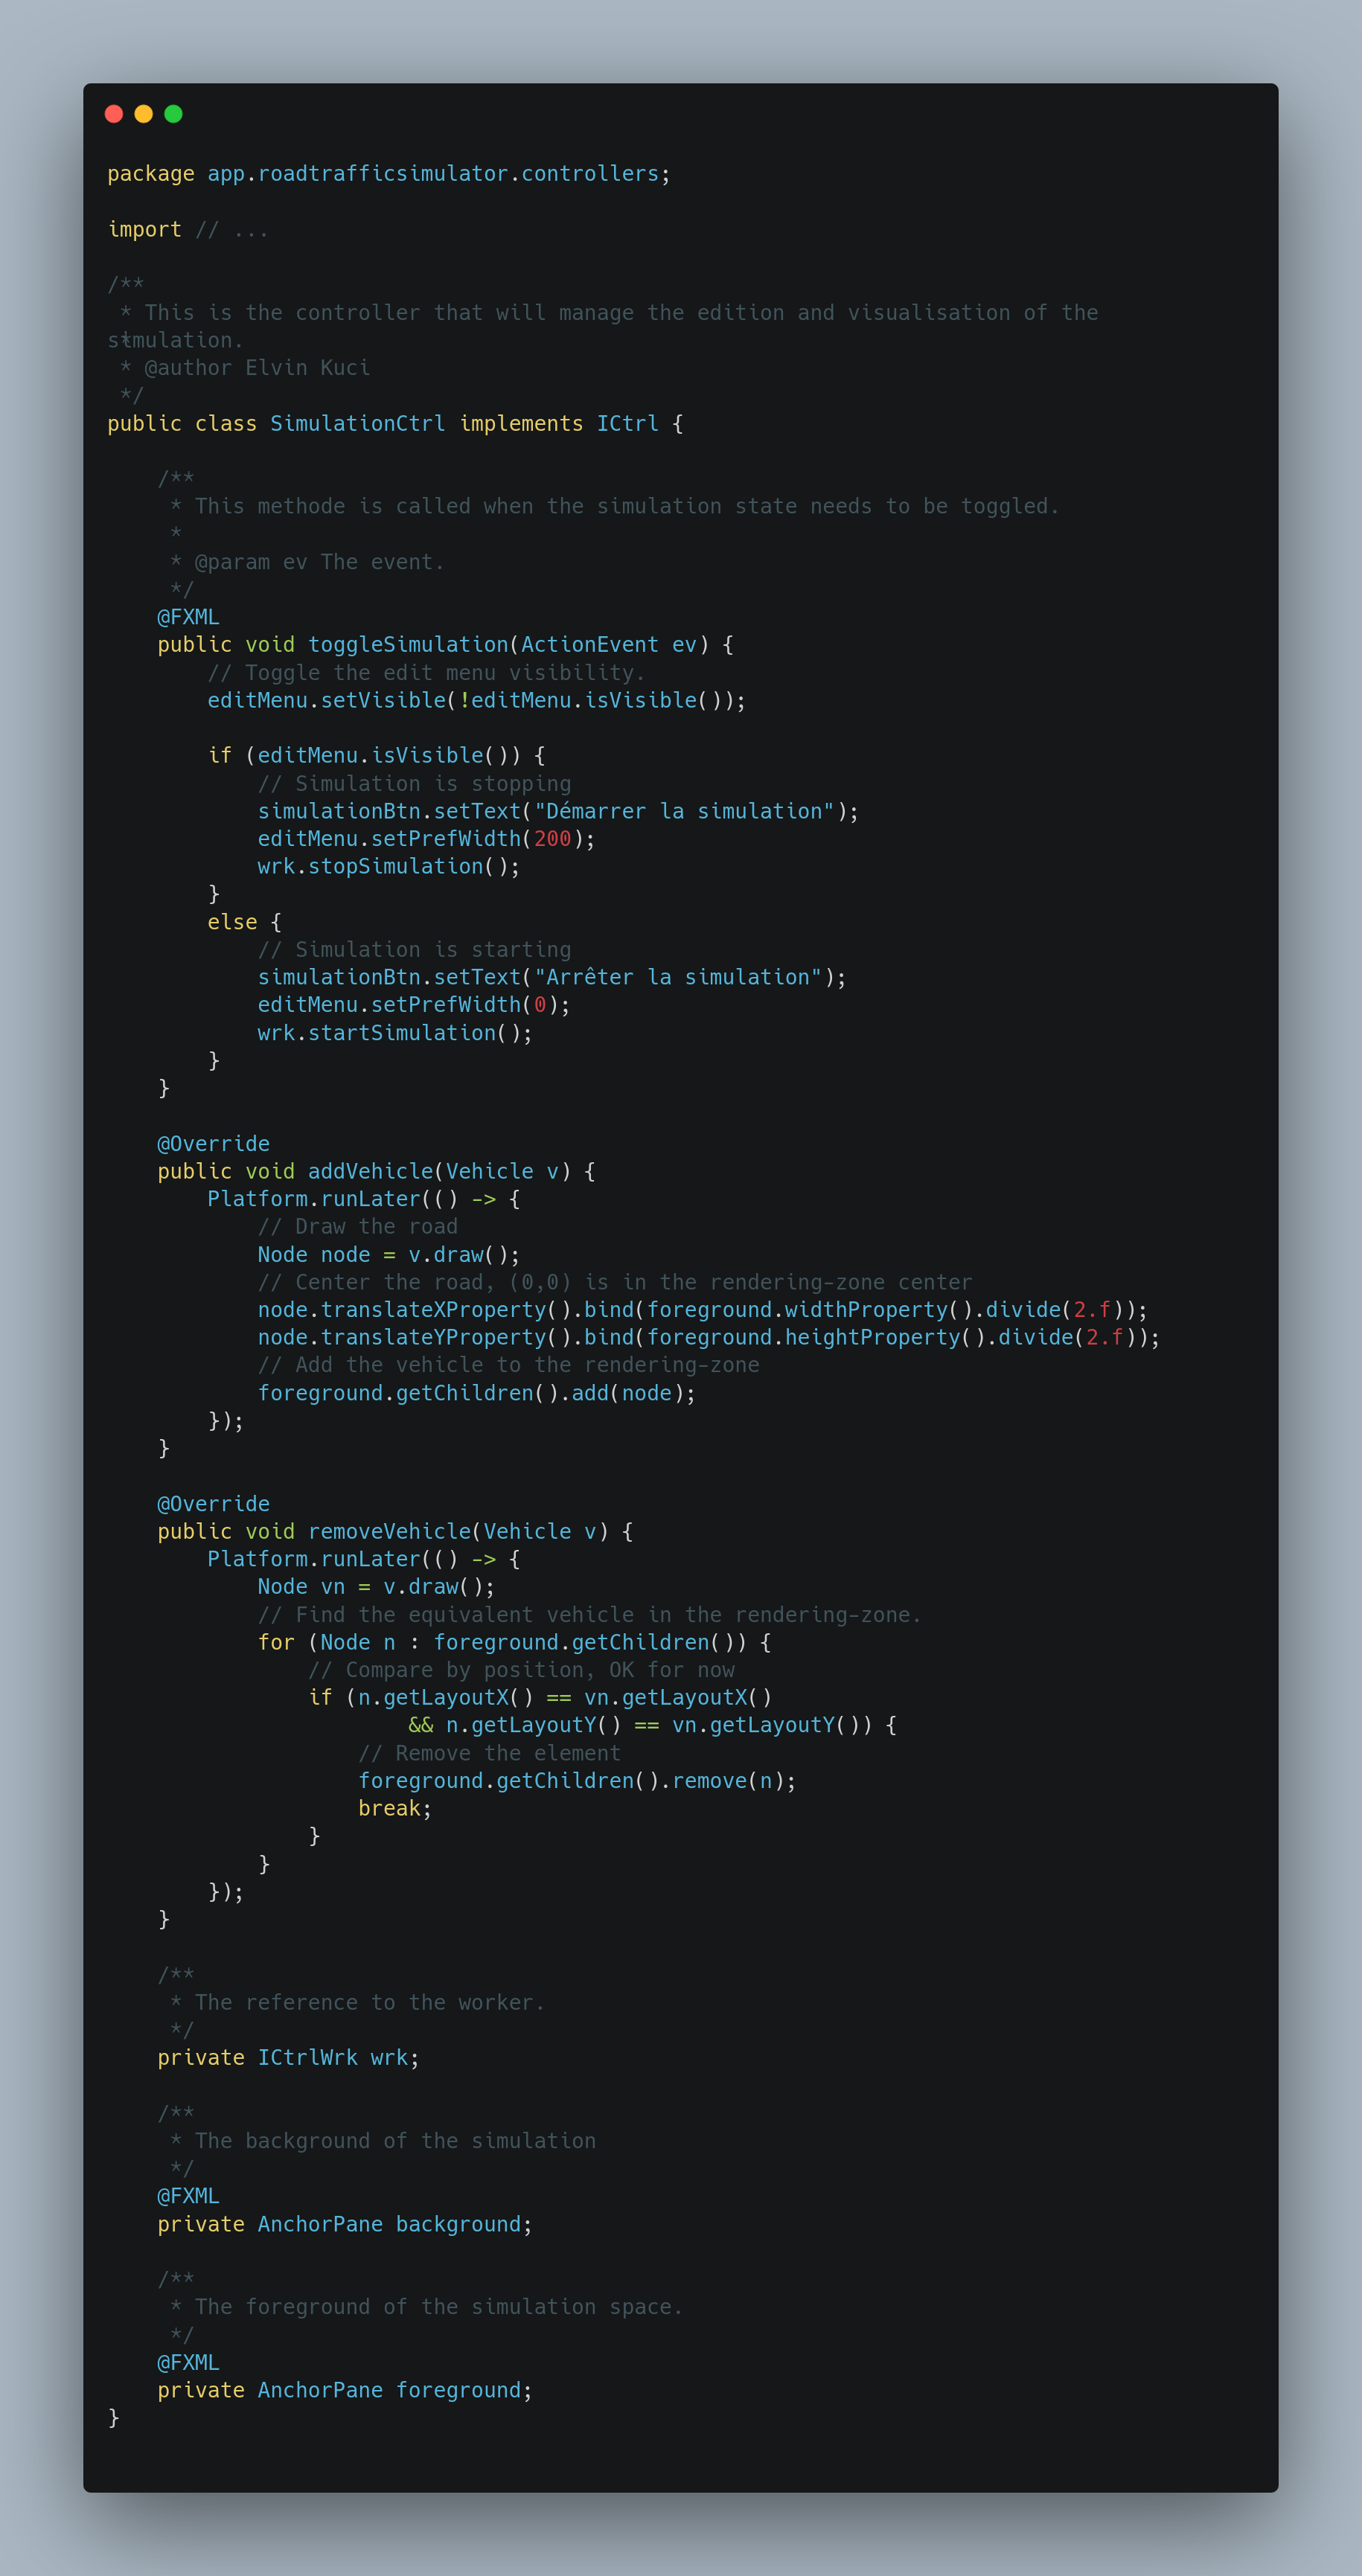 package app.roadtrafficsimulator.controllers;

import // ...

/**
 * This is the controller that will manage the edition and visualisation of the
simulation.
 *
 * @author Elvin Kuci
 */
public class SimulationCtrl implements ICtrl {

    /**
     * This methode is called when the simulation state needs to be toggled.
     *
     * @param ev The event.
     */
    @FXML
    public void toggleSimulation(ActionEvent ev) {
        // Toggle the edit menu visibility.
        editMenu.setVisible(!editMenu.isVisible());

        if (editMenu.isVisible()) {
            // Simulation is stopping
            simulationBtn.setText("Démarrer la simulation");
            editMenu.setPrefWidth(200);
            wrk.stopSimulation();
        }
        else {
            // Simulation is starting
            simulationBtn.setText("Arrêter la simulation");
            editMenu.setPrefWidth(0);
            wrk.startSimulation();
        }
    }

    @Override
    public void addVehicle(Vehicle v) {
        Platform.runLater(() -> {
            // Draw the road
            Node node = v.draw();
            // Center the road, (0,0) is in the rendering-zone center
            node.translateXProperty().bind(foreground.widthProperty().divide(2.f));
            node.translateYProperty().bind(foreground.heightProperty().divide(2.f));
            // Add the vehicle to the rendering-zone
            foreground.getChildren().add(node);
        });
    }

    @Override
    public void removeVehicle(Vehicle v) {
        Platform.runLater(() -> {
            Node vn = v.draw();
            // Find the equivalent vehicle in the rendering-zone.
            for (Node n : foreground.getChildren()) {
                // Compare by position, OK for now
                if (n.getLayoutX() == vn.getLayoutX()
                        && n.getLayoutY() == vn.getLayoutY()) {
                    // Remove the element
                    foreground.getChildren().remove(n);
                    break;
                }
            }
        });
    }

    /**
     * The reference to the worker.
     */
    private ICtrlWrk wrk;

    /**
     * The background of the simulation
     */
    @FXML
    private AnchorPane background;

    /**
     * The foreground of the simulation space.
     */
    @FXML
    private AnchorPane foreground;
}